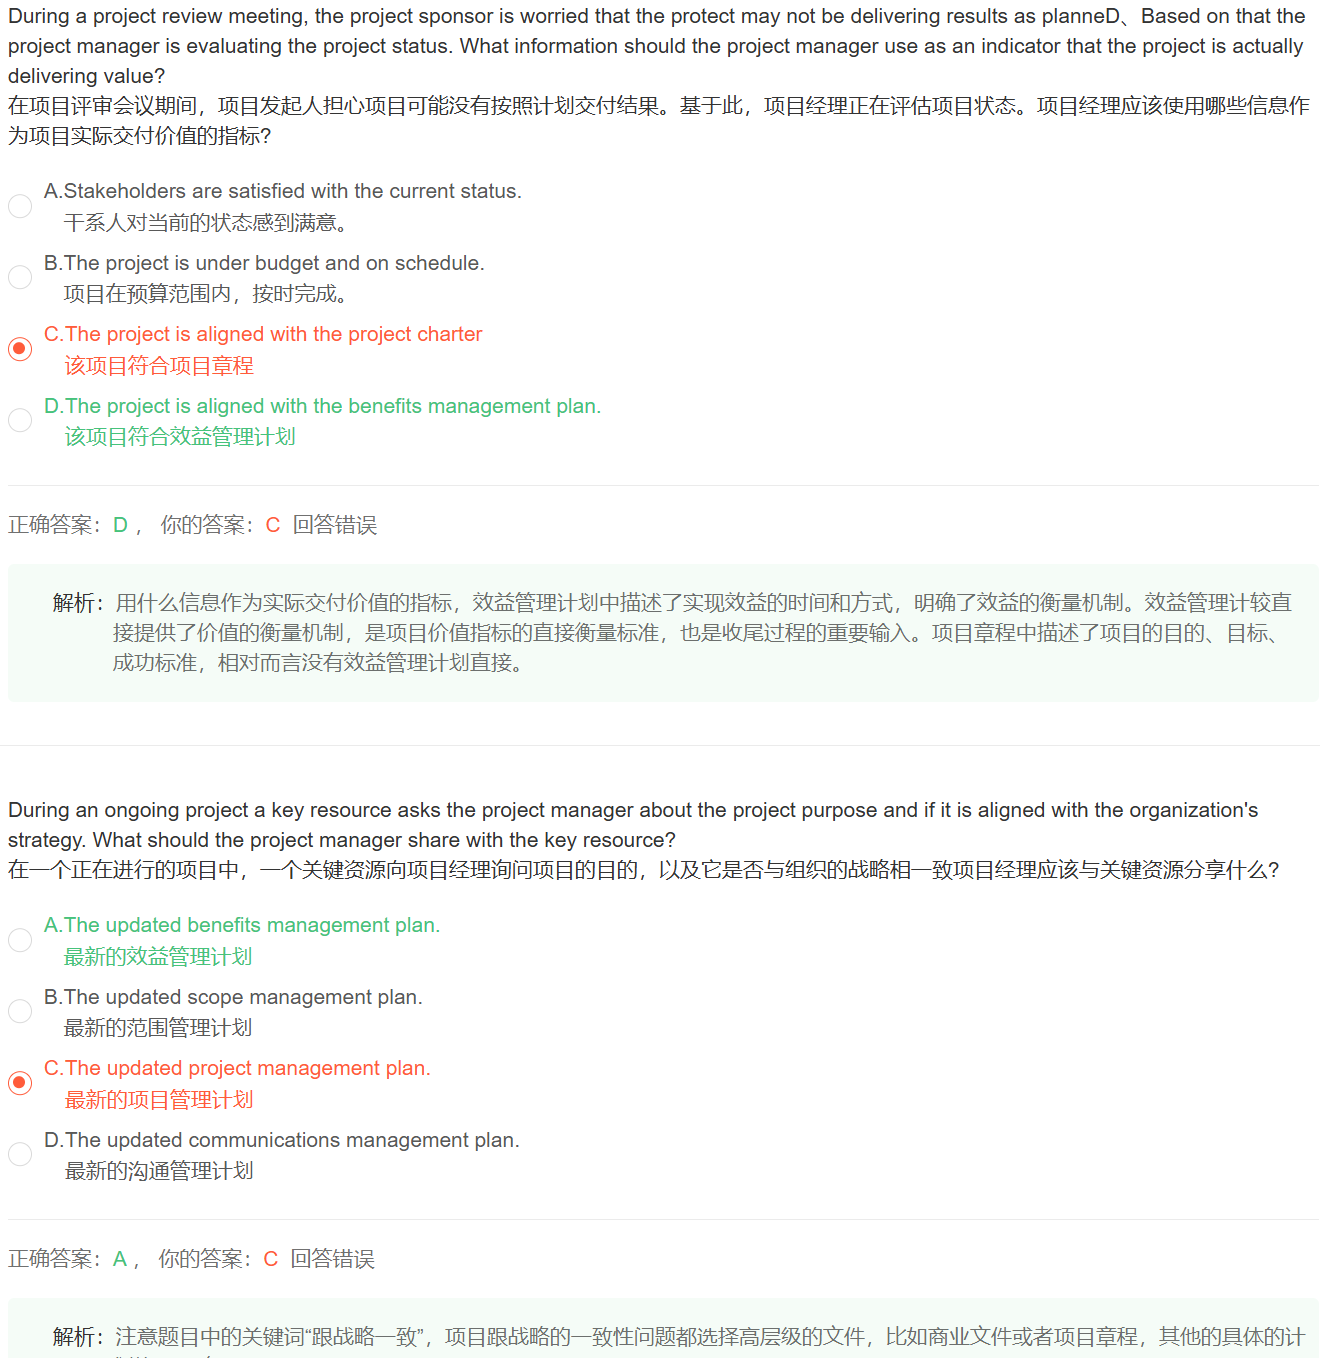 During a project review meeting, the project sponsor is worried that the protect may not be delivering results as planneD、Based on that the
project manager is evaluating the project status. What information should the project manager use as an indicator that the project is actually
delivering value?
在项目评审会议期间，项目发起人担心项目可能没有按照计划交付结果。基于此，项目经理正在评估项目状态。项目经理应该使用哪些信息作
为项目实际交付价值的指标?
A.Stakeholders are satisfied with the current status.
干系人对当前的状态感到满意。
B.The project is under budget and on schedule.
项目在预算范围内，按时完成。
C.The project is aligned with the project charter
该项目符合项目章程
D.The project is aligned with the benefits management plan.
该项目符合效益管理计划
正确答案：D， 你的答案：C 回答错误
解析：用什么信息作为实际交付价值的指标，效益管理计划中描述了实现效益的时间和方式，明确了效益的衡量机制。效益管理计较直
接提供了价值的衡量机制，是项目价值指标的直接衡量标准，也是收尾过程的重要输入。项目章程中描述了项目的目的、目标、
成功标准，相对而言没有效益管理计划直接。
During an ongoing project a key resource asks the project manager about the project purpose and if it is aligned with the organization's
strategy. What should the project manager share with the key resource?
在一个正在进行的项目中，一个关键资源向项目经理询问项目的目的，以及它是否与组织的战略相一致项目经理应该与关键资源分享什么?
A.The updated benefits management plan.
最新的效益管理计划
B.The updated scope management plan.
最新的范围管理计划
C.The updated project management plan.
最新的项目管理计划
D.The updated communications management plan.
最新的沟通管理计划
正确答案：A， 你的答案：C 回答错误
解析：注意题目中的关键词“跟战略一致”，项目跟战略的一致性问题都选择高层级的文件，比如商业文件或者项目章程，其他的具体的计